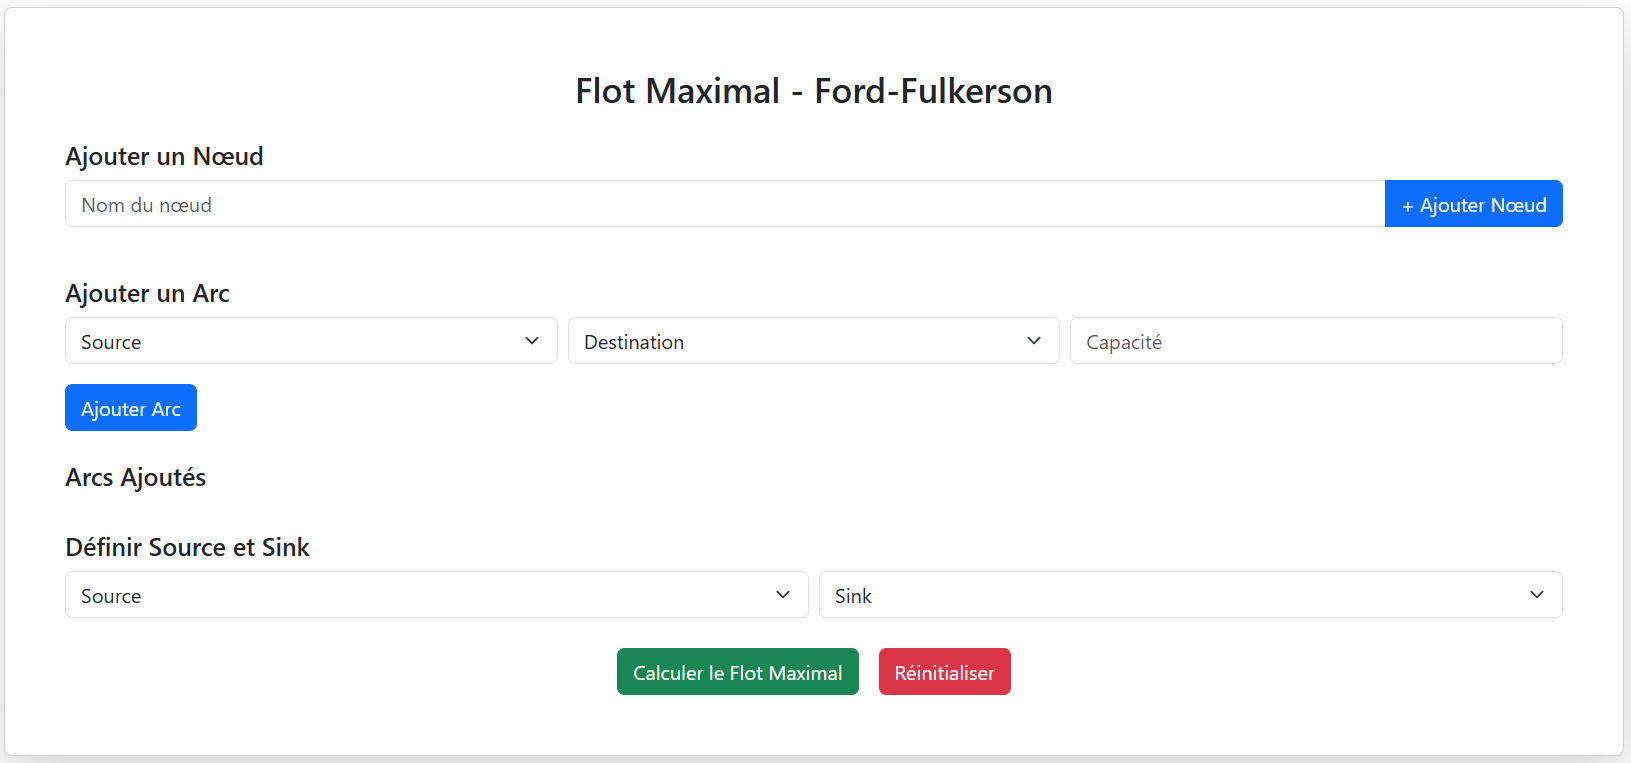 Flot Maximal - Ford-Fulkerson
Ajouter un Nœud
Nom du nœud
+ Ajouter Nœud
Ajouter un Arc
Source
Destination
Capacité
Ajouter Arc
Arcs Ajoutés
Définir Source et Sink
Source
Sink
Calculer le Flot Maximal
Réinitialiser